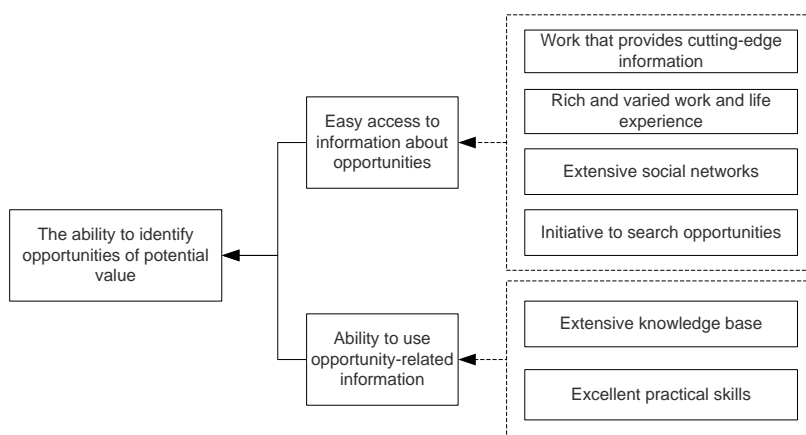 Work that provides cutting-edge
information
Rich and varied work and life
experience
Easy access to
information about
opportunities
Extensive social networks
Initiative to search opportunities
The ability to identify
opportunities of potential
value
Extensive knowledge base
Ability to use
opportunity-related
information
Excellent practical skills